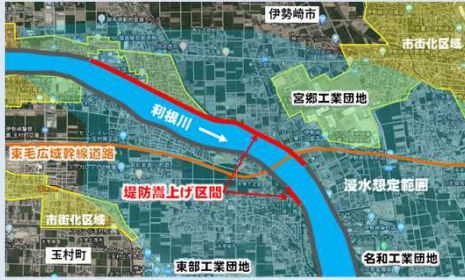 伊勢崎市
市街化区域
宮郷工業団地
利根川
東毛広域幹線道路
堤防嵩上げ区間
浸水想定範囲
市街化区域
玉村町
東部工業団地
名和工業団地